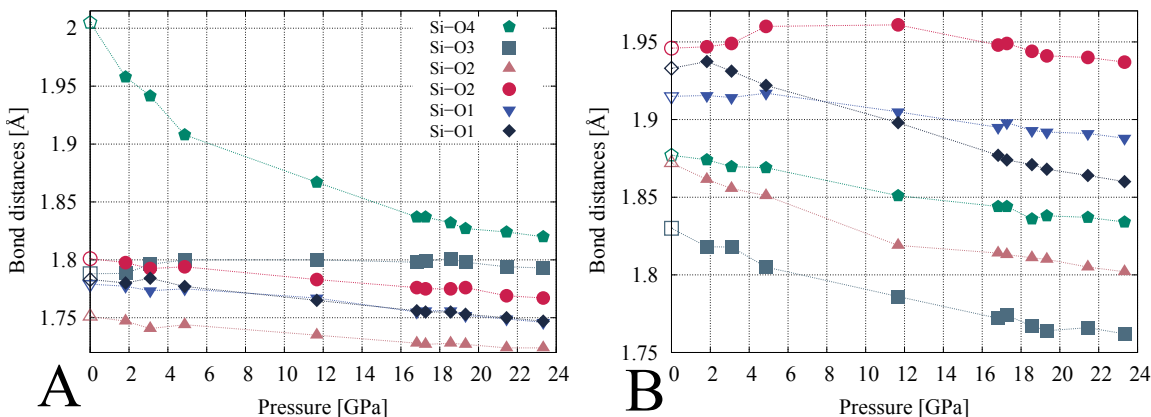 2
1.95
1.9
1.85
1.8
1.75
Bond distances [Å]
Si−O4
Si−O3
Si−O2
Si−O2
Si−O1
Si−O1
0 2 4 6 8 10 12 14 16 18 20 22 24
Pressure [GPa]
A
1.95
1.9
1.85
1.8
1.75
Bond distances [Å]
0 2 4 6 8 10 12 14 16 18 20 22 24
Pressure [GPa]
B